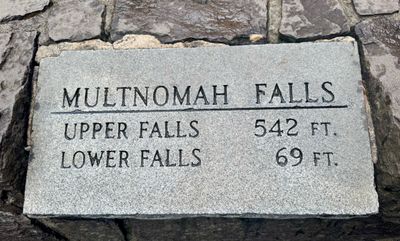 MULTNOMAH FALLS
UPPER FALLS 542 FT.
LOWER FALLS 69 FT.